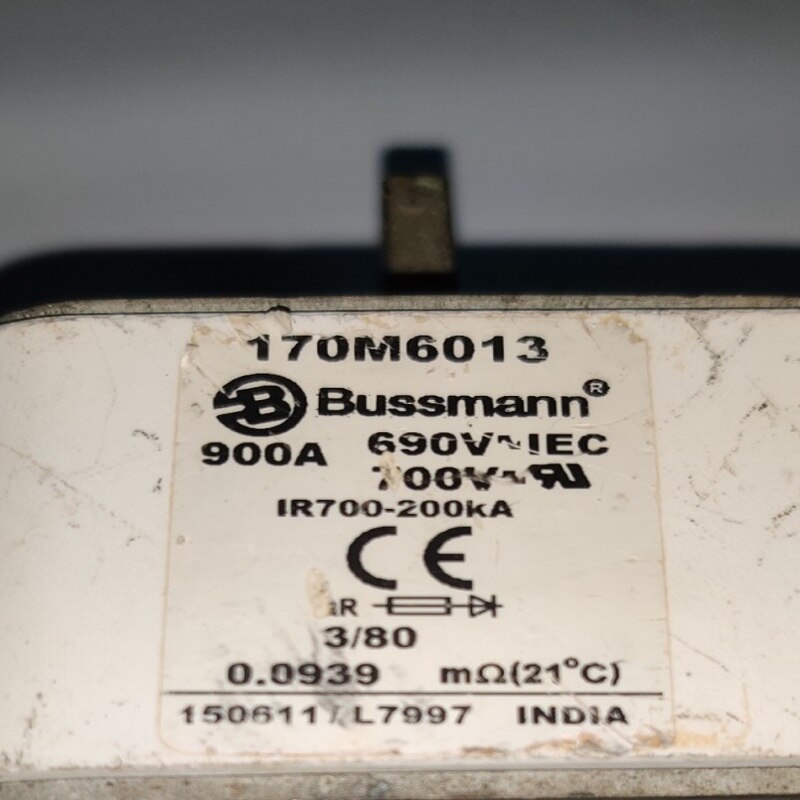 170M6013
B Bussmann®
900A 690V~IEC
700V~
IR700-200kA
CE
aR
3/80
0.0939 mΩ(21°C)
150611/L7997 INDIA